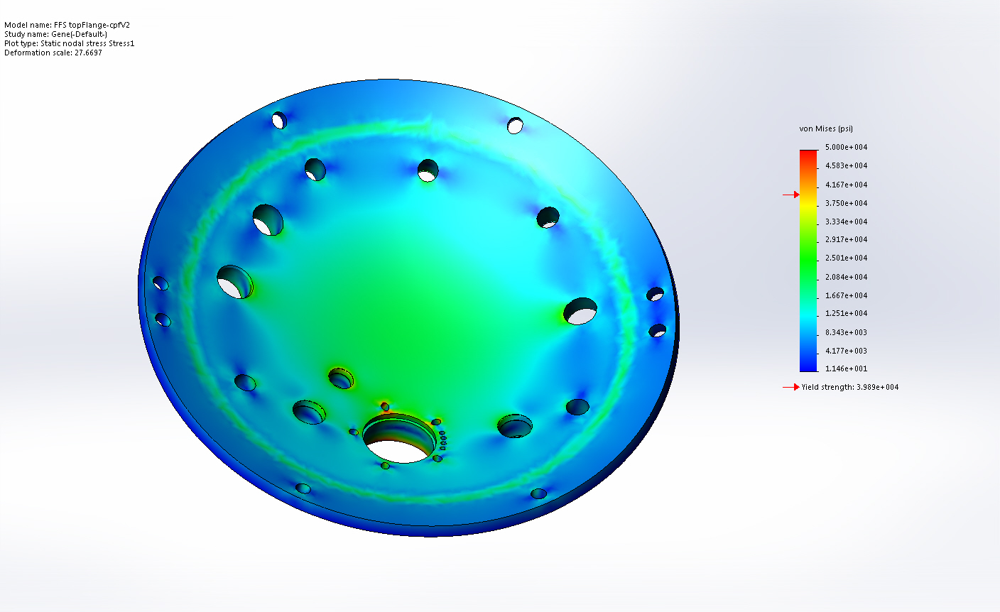 Model name: FFS topFlange-cpfV2
Study name: Gene(-Default-)
Plot type: Static nodal stress Stress1
Deformation scale: 27.6697
von Mises (psi)
5.000e+004
4.583e+004
4.167e+004
3.750e+004
3.334e+004
2.917e+004
2.501e+004
2.084e+004
1.667e+004
1.251e+004
8.343e+003
4.177e+003
1.146e+001
Yield strength: 3.989e+004